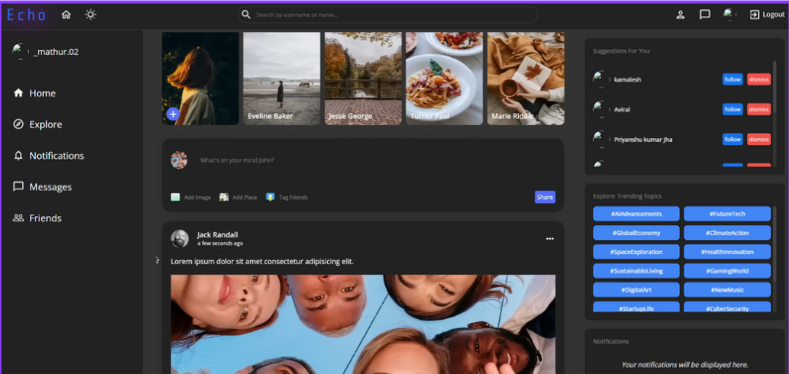 Echo
Search by username or name...
Logout
_mathur.02
Home
Explore
Notifications
Messages
Friends
Eveline Baker
Jesse George
Turner Paul
Marie Riddle
What's on your mind John?
Add Image
Add Place
Tag Friends
Share
Jack Randall
a few seconds ago
Lorem ipsum dolor sit amet consectetur adipisicing elit.
Suggestions For You
kamalesh follow dismiss
Aviral follow dismiss
Priyanshu kumar Jha follow dismiss
Explore: Trending Topics
#AIAdvancements #FutureTech
#GlobalEconomy #ClimateAction
#SpaceExploration #HealthInnovation
#SustainableLiving #GamingWorld
#DigitalArt #NewMusic
#StartupLife #CyberSecurity
Notifications
Your notifications will be displayed here.